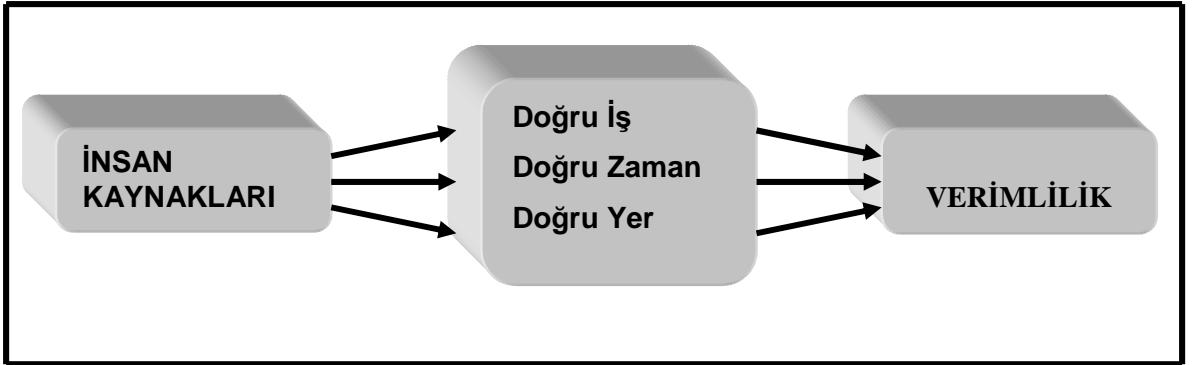 İNSAN
KAYNAKLARI
Doğru İş
Doğru Zaman
Doğru Yer
VERİMLİLİK